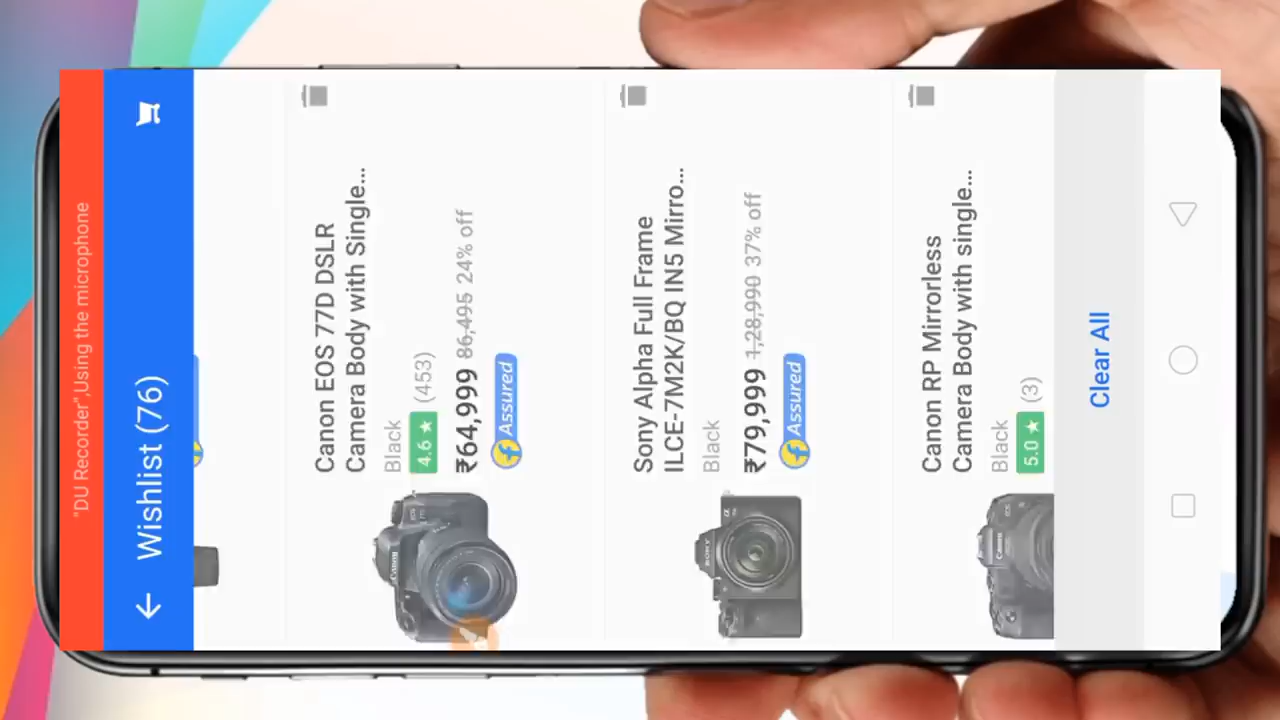 "DU Recorder",Using the microphone
Wishlist (76)
Canon EOS 77D DSLR
Camera Body with Single...
Black
4.6 ★ (453)
₹64,999 86,495 24% off
Assured
Sony Alpha Full Frame
ILCE-7M2K/BQ IN5 Mirro...
Black
₹79,999 1,28,990 37% off
Assured
Canon RP Mirrorless
Camera Body with single...
Black
5.0 ★ (3)
Clear All
Canon
SONY
Canon